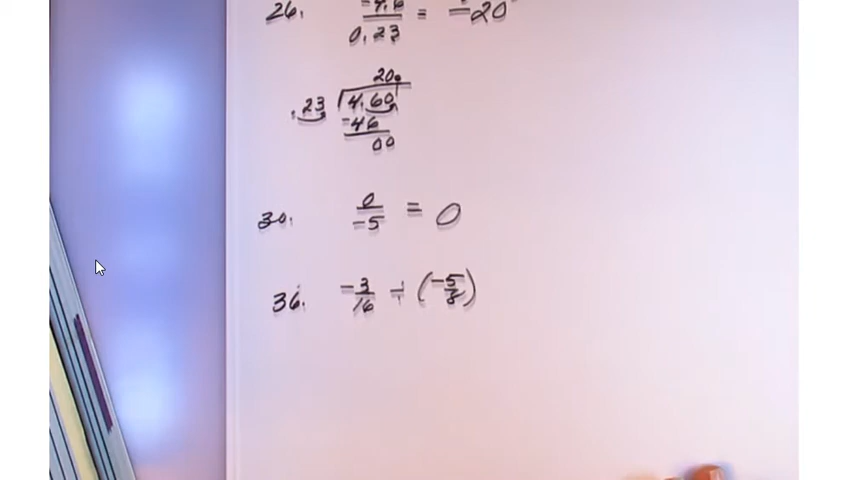 26. -4.6/0.23 = -20
20.
.23 4.60
-46
00
30. 0/-5 = 0
36. -3/16 ÷ (-5/8)